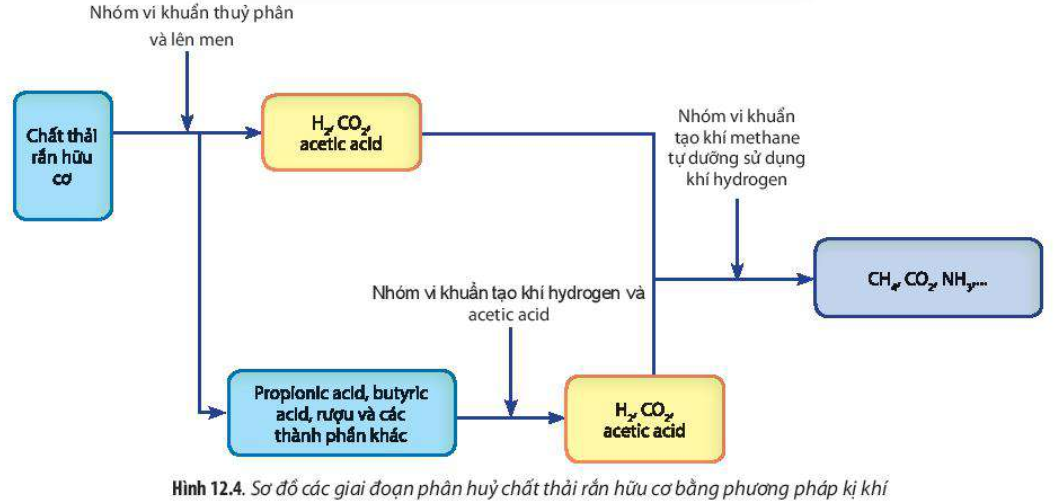 Nhóm vi khuẩn thuỷ phân
và lên men
Chất thải
rắn hữu
cơ
H₂, CO₂,
acetic acid
Nhóm vi khuẩn
tạo khí methane
tự dưỡng sử dụng
khí hydrogen
CH₄, CO₂, NH₃,...
Nhóm vi khuẩn tạo khí hydrogen và
acetic acid
Propionic acid, butyric
acid, rượu và các
thành phần khác
H₂, CO₂,
acetic acid
Hình 12.4. Sơ đồ các giai đoạn phân huỷ chất thải rắn hữu cơ bằng phương pháp kị khí